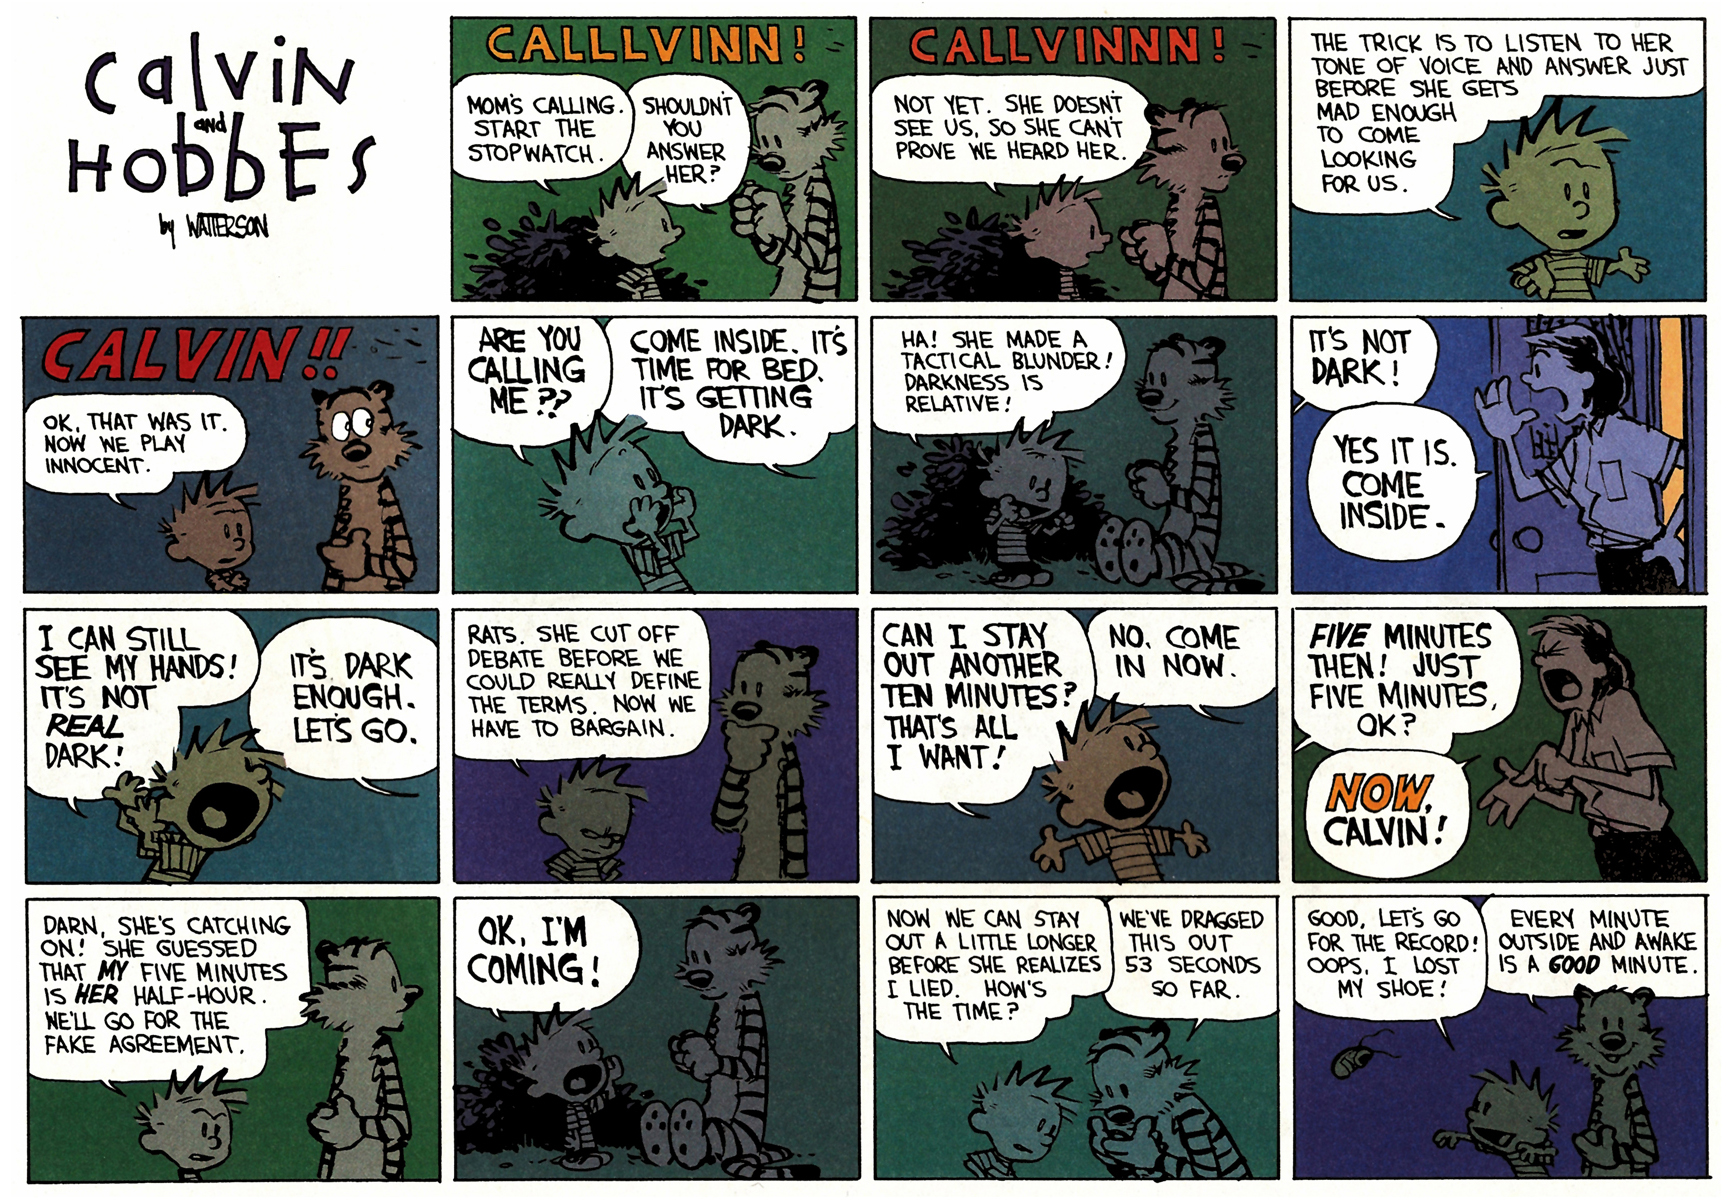 Calvin
and
HobbEs
by WATTERSON
CALLLVINN!
MOM'S CALLING.
START THE
STOPWATCH.
SHOULDN'T
YOU
ANSWER
HER?
CALLVINNN!
NOT YET. SHE DOESN'T
SEE US, SO SHE CAN'T
PROVE WE HEARD HER.
THE TRICK IS TO LISTEN TO HER
TONE OF VOICE AND ANSWER JUST
BEFORE SHE GETS
MAD ENOUGH
TO COME
LOOKING
FOR US.
CALVIN!!
OK, THAT WAS IT.
NOW WE PLAY
INNOCENT.
ARE YOU
CALLING
ME??
COME INSIDE. IT'S
TIME FOR BED.
IT'S GETTING
DARK.
HA! SHE MADE A
TACTICAL BLUNDER!
DARKNESS IS
RELATIVE!
IT'S NOT
DARK!
YES IT IS.
COME
INSIDE.
I CAN STILL
SEE MY HANDS!
IT'S NOT
REAL
DARK!
IT'S DARK
ENOUGH.
LET'S GO.
RATS. SHE CUT OFF
DEBATE BEFORE WE
COULD REALLY DEFINE
THE TERMS. NOW WE
HAVE TO BARGAIN.
CAN I STAY
OUT ANOTHER
TEN MINUTES?
THAT'S ALL
I WANT!
NO. COME
IN NOW.
FIVE MINUTES
THEN! JUST
FIVE MINUTES,
OK?
NOW,
CALVIN!
DARN, SHE'S CATCHING
ON! SHE GUESSED
THAT MY FIVE MINUTES
IS HER HALF-HOUR.
WE'LL GO FOR THE
FAKE AGREEMENT.
OK, I'M
COMING!
NOW WE CAN STAY
OUT A LITTLE LONGER
BEFORE SHE REALIZES
I LIED. HOW'S
THE TIME?
WE'VE DRAGGED
THIS OUT
53 SECONDS
SO FAR.
GOOD, LET'S GO
FOR THE RECORD!
OOPS, I LOST
MY SHOE!
EVERY MINUTE
OUTSIDE AND AWAKE
IS A GOOD MINUTE.